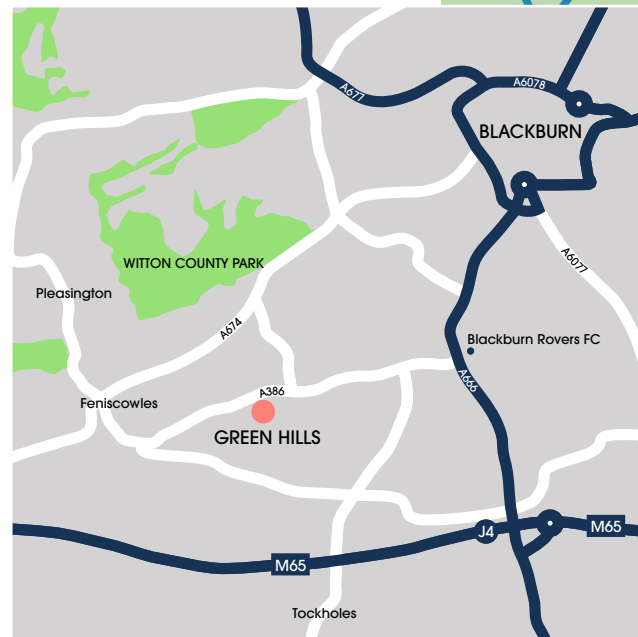 A677
A6078
BLACKBURN
WITTON COUNTY PARK
A6077
Pleasington
A674
Blackburn Rovers FC
A666
Feniscowles
A386
GREEN HILLS
J4
M65
M65
Tockholes